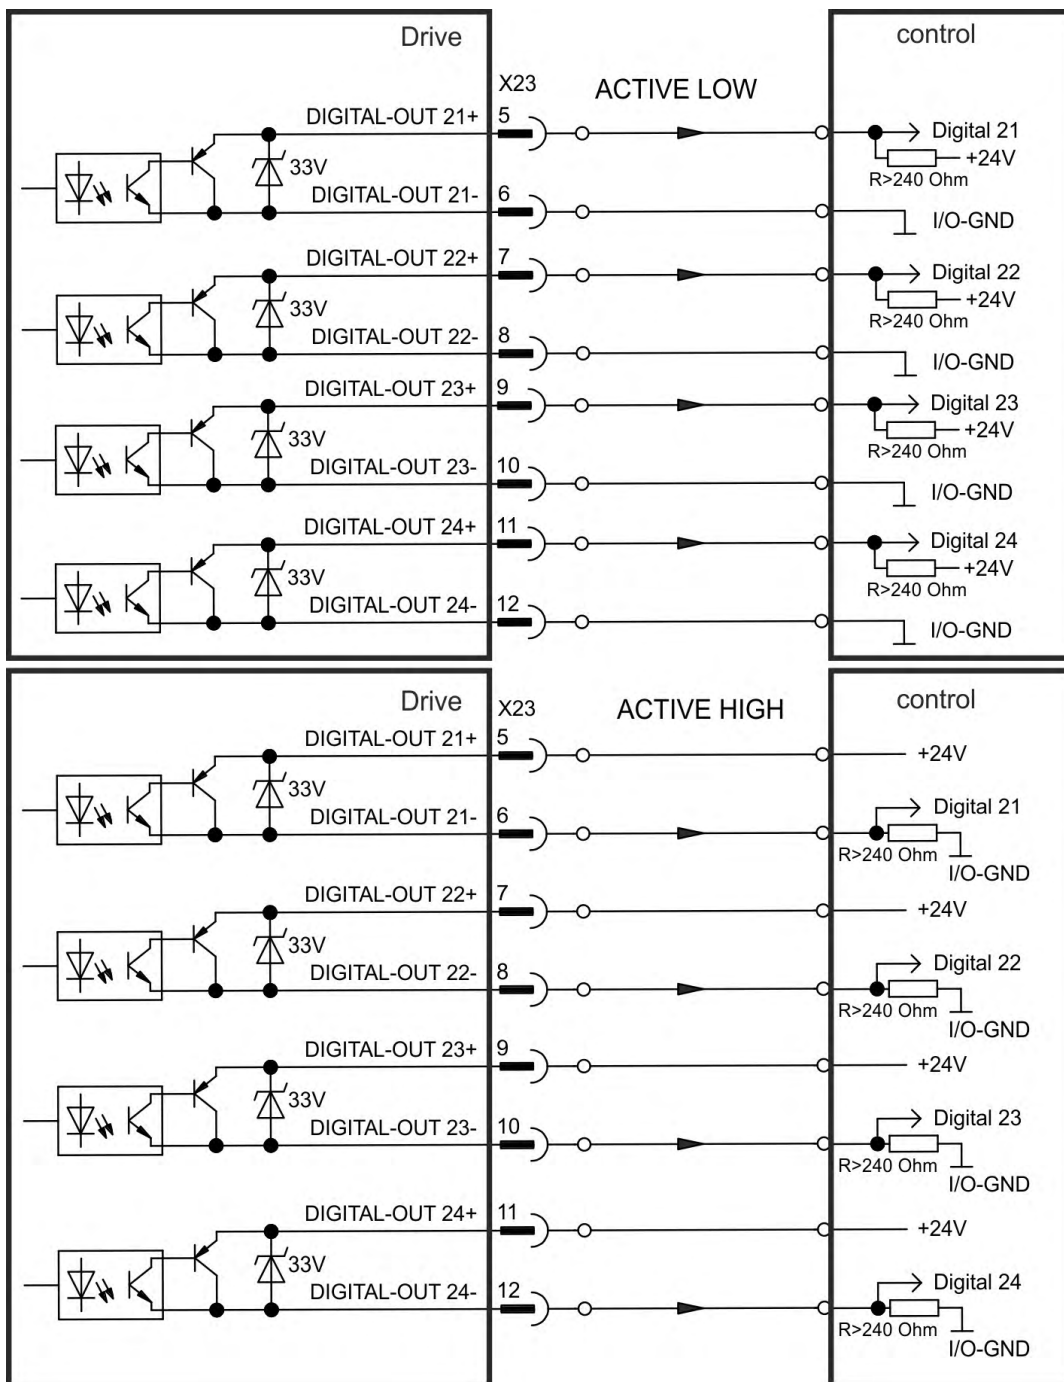 Drive
control
X23
ACTIVE LOW
DIGITAL-OUT 21+
5
Digital 21
33V
+24V
R>240 Ohm
DIGITAL-OUT 21-
6
I/O-GND
DIGITAL-OUT 22+
7
Digital 22
33V
+24V
R>240 Ohm
DIGITAL-OUT 22-
8
I/O-GND
DIGITAL-OUT 23+
9
Digital 23
33V
+24V
R>240 Ohm
DIGITAL-OUT 23-
10
I/O-GND
DIGITAL-OUT 24+
11
Digital 24
33V
+24V
R>240 Ohm
DIGITAL-OUT 24-
12
I/O-GND
Drive
control
X23
ACTIVE HIGH
DIGITAL-OUT 21+
5
+24V
33V
DIGITAL-OUT 21-
6
Digital 21
R>240 Ohm
I/O-GND
DIGITAL-OUT 22+
7
+24V
33V
DIGITAL-OUT 22-
8
Digital 22
R>240 Ohm
I/O-GND
DIGITAL-OUT 23+
9
+24V
33V
DIGITAL-OUT 23-
10
Digital 23
R>240 Ohm
I/O-GND
DIGITAL-OUT 24+
11
+24V
33V
DIGITAL-OUT 24-
12
Digital 24
R>240 Ohm
I/O-GND